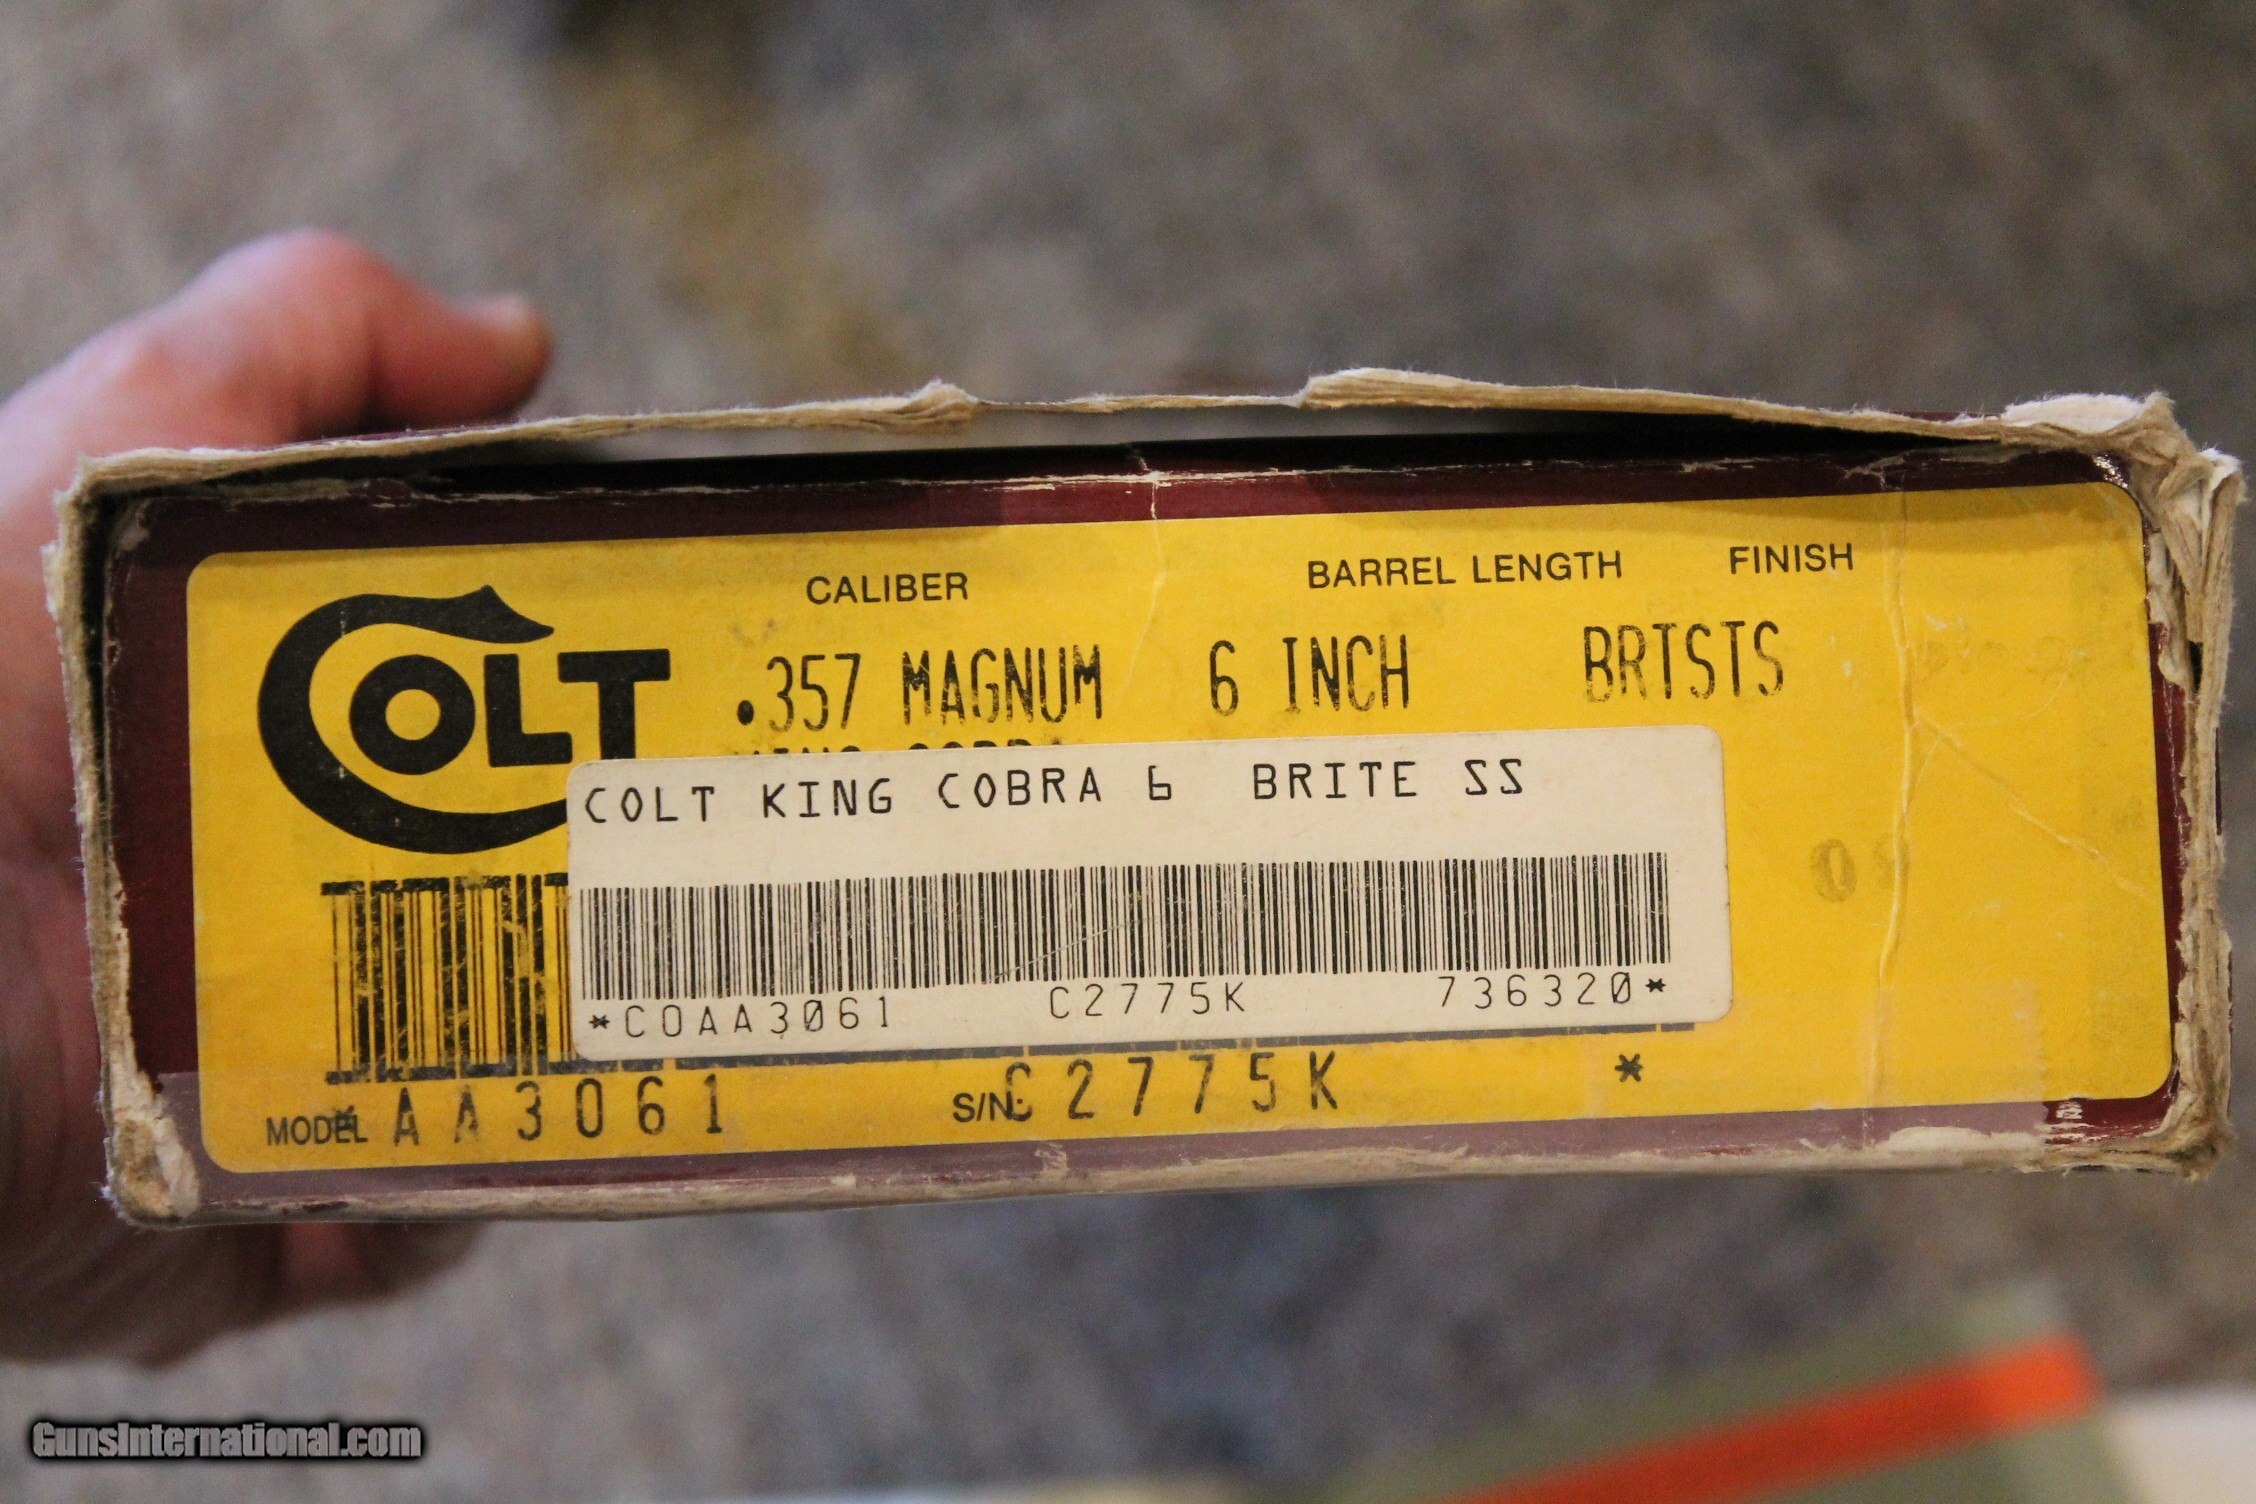 COLT
CALIBER BARREL LENGTH FINISH
.357 MAGNUM 6 INCH BRTSTS
COLT KING COBRA 6 BRITE SS
*COAA3061 C2775K 736320*
MODEL *AA3061 S/N: C2775K *
GunsInternational.com